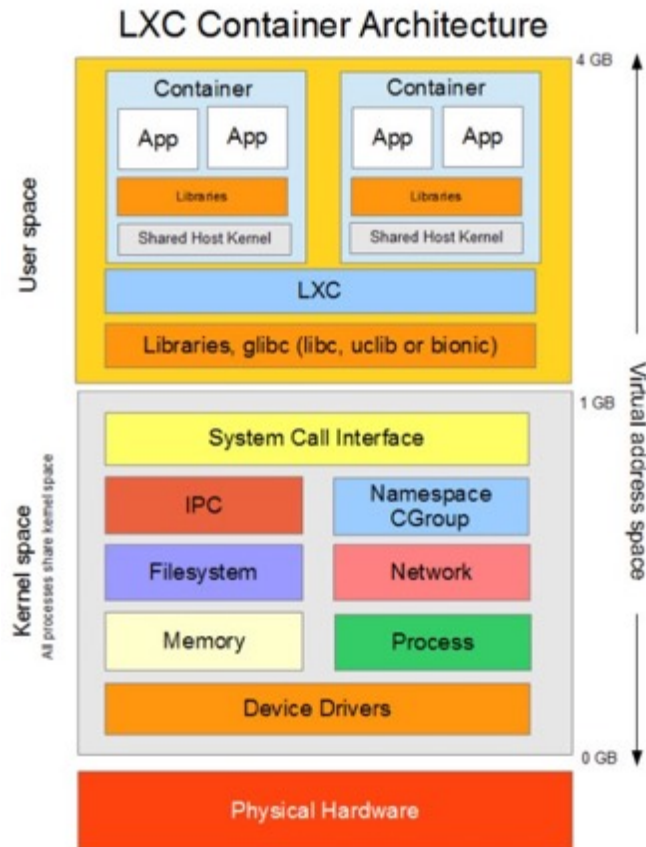 LXC Container Architecture
4 GB
Container
App
App
Libraries
Shared Host Kernel
Container
App
App
Libraries
Shared Host Kernel
LXC
Libraries, glibc (libc, uclib or bionic)
User space
1 GB
System Call Interface
IPC
Namespace
CGroup
Filesystem
Network
Memory
Process
Device Drivers
Kernel space
All processes share kernel space
Virtual address space
0 GB
Physical Hardware